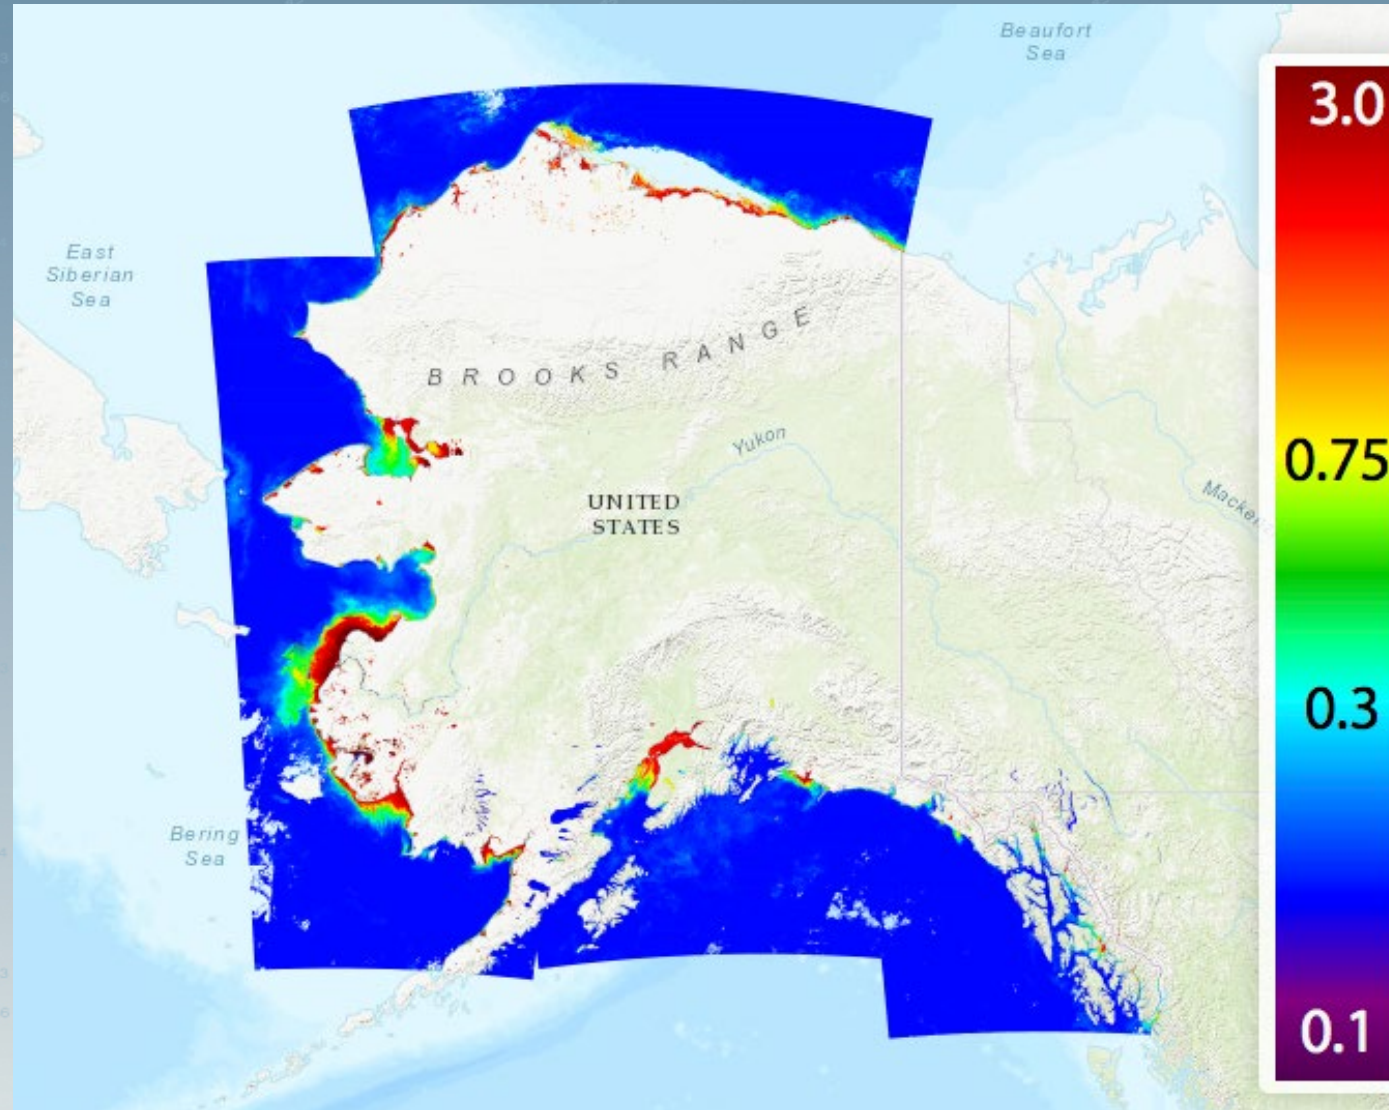 Beaufort
Sea
3.0
East
Siberian
Sea
BROOKS RANGE
Yukon
0.75
UNITED
STATES
Macken
0.3
Bering
Sea
0.1